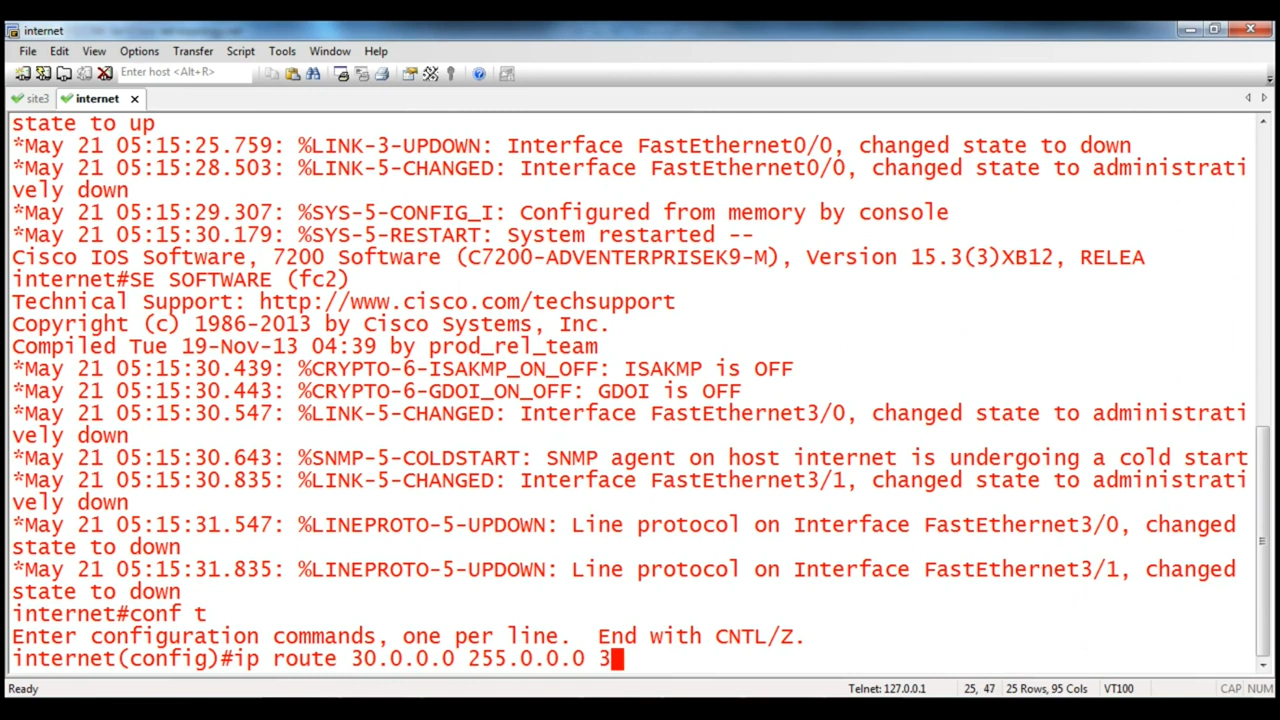 internet
File Edit View Options Transfer Script Tools Window Help
Enter host <Alt+R>
site3 internet
state to up
*May 21 05:15:25.759: %LINK-3-UPDOWN: Interface FastEthernet0/0, changed state to down
*May 21 05:15:28.503: %LINK-5-CHANGED: Interface FastEthernet0/0, changed state to administrati
vely down
*May 21 05:15:29.307: %SYS-5-CONFIG_I: Configured from memory by console
*May 21 05:15:30.179: %SYS-5-RESTART: System restarted --
Cisco IOS Software, 7200 Software (C7200-ADVENTERPRISEK9-M), Version 15.3(3)XB12, RELEA
internet#SE SOFTWARE (fc2)
Technical Support: http://www.cisco.com/techsupport
Copyright (c) 1986-2013 by Cisco Systems, Inc.
Compiled Tue 19-Nov-13 04:39 by prod_rel_team
*May 21 05:15:30.439: %CRYPTO-6-ISAKMP_ON_OFF: ISAKMP is OFF
*May 21 05:15:30.443: %CRYPTO-6-GDOI_ON_OFF: GDOI is OFF
*May 21 05:15:30.547: %LINK-5-CHANGED: Interface FastEthernet3/0, changed state to administrati
vely down
*May 21 05:15:30.643: %SNMP-5-COLDSTART: SNMP agent on host internet is undergoing a cold start
*May 21 05:15:30.835: %LINK-5-CHANGED: Interface FastEthernet3/1, changed state to administrati
vely down
*May 21 05:15:31.547: %LINEPROTO-5-UPDOWN: Line protocol on Interface FastEthernet3/0, changed
state to down
*May 21 05:15:31.835: %LINEPROTO-5-UPDOWN: Line protocol on Interface FastEthernet3/1, changed
state to down
internet#conf t
Enter configuration commands, one per line.  End with CNTL/Z.
internet(config)#ip route 30.0.0.0 255.0.0.0 3
Ready Telnet: 127.0.0.1 25, 47 25 Rows, 95 Cols VT100 CAP NUM